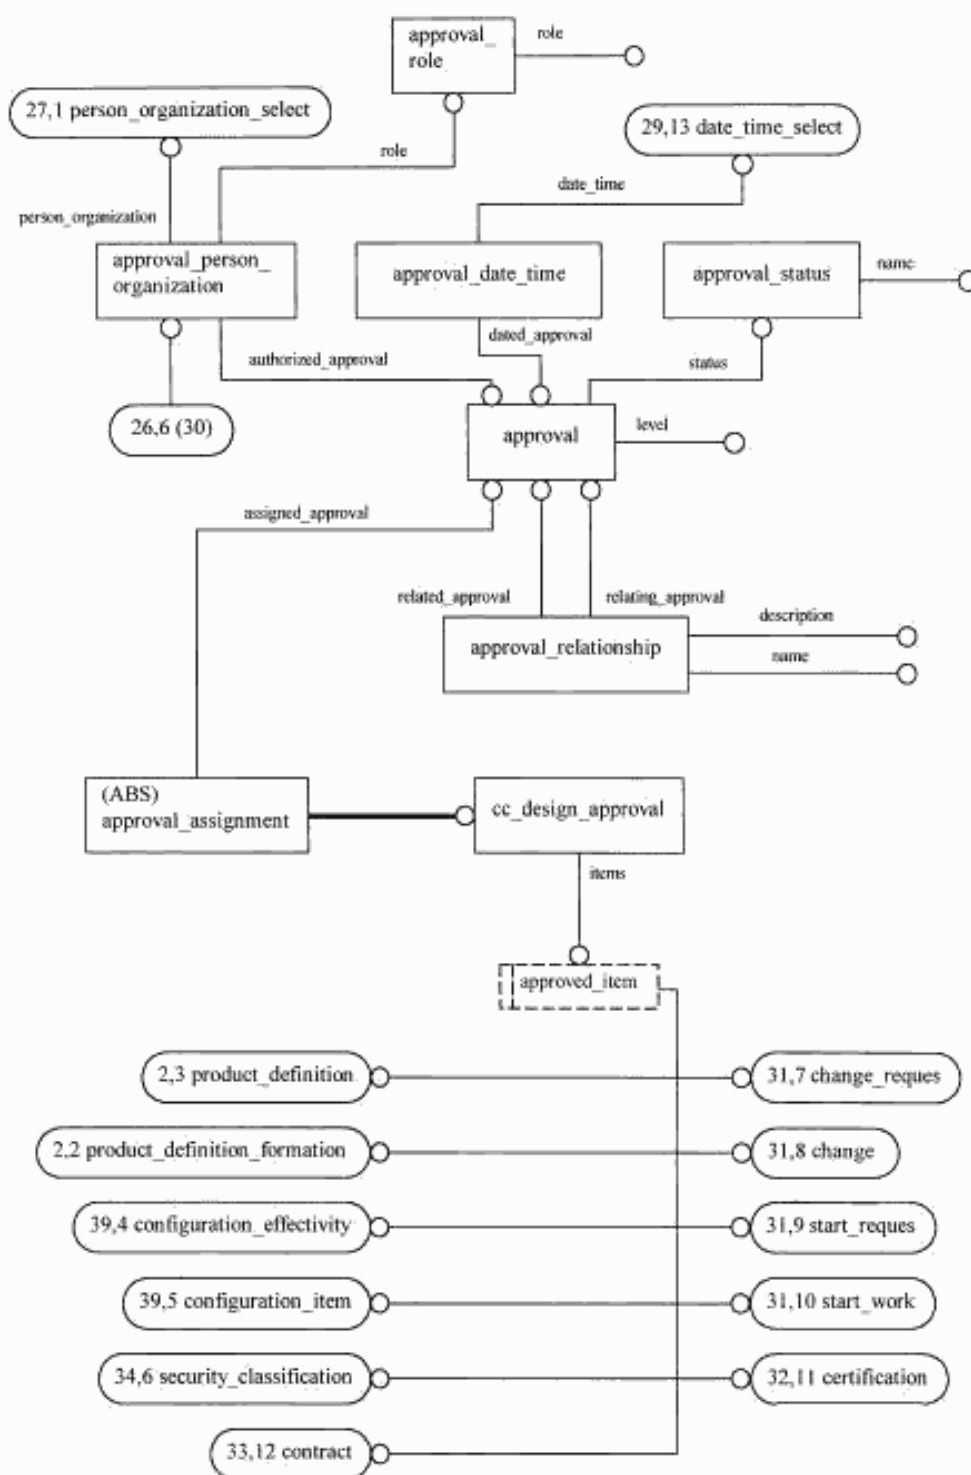 approval_
role
role
27,1 person_organization_select
29,13 date_time_select
role
date_time
person_organization
approval_person_
organization
approval_date_time
approval_status
name
dated_approval
authorized_approval
status
26,6 (30)
approval
level
assigned_approval
related_approval
relating_approval
description
approval_relationship
name
(ABS)
approval_assignment
cc_design_approval
items
approved_item
2,3 product_definition
31,7 change_reques
2,2 product_definition_formation
31,8 change
39,4 configuration_effectivity
31,9 start_reques
39,5 configuration_item
31,10 start_work
34,6 security_classification
32,11 certification
33,12 contract